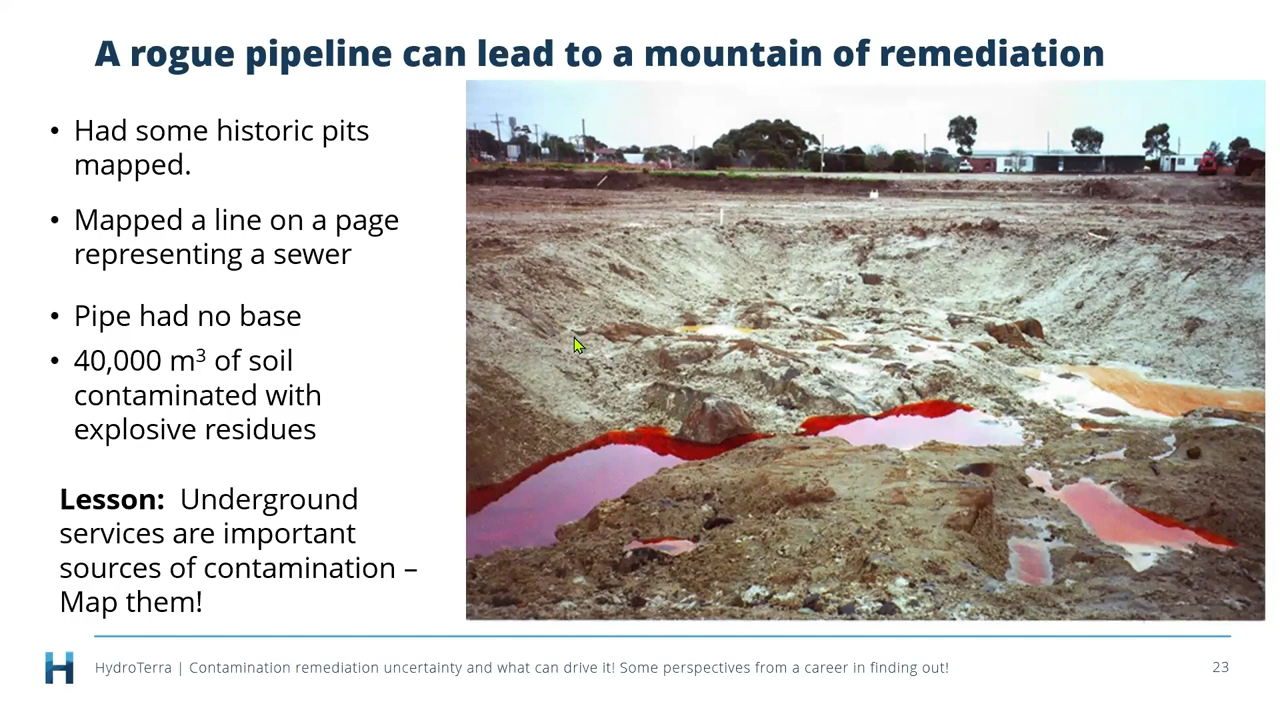 A rogue pipeline can lead to a mountain of remediation
• Had some historic pits
mapped.
• Mapped a line on a page
representing a sewer
• Pipe had no base
• 40,000 m³ of soil
contaminated with
explosive residues
Lesson: Underground
services are important
sources of contamination –
Map them!
HydroTerra | Contamination remediation uncertainty and what can drive it! Some perspectives from a career in finding out!
23